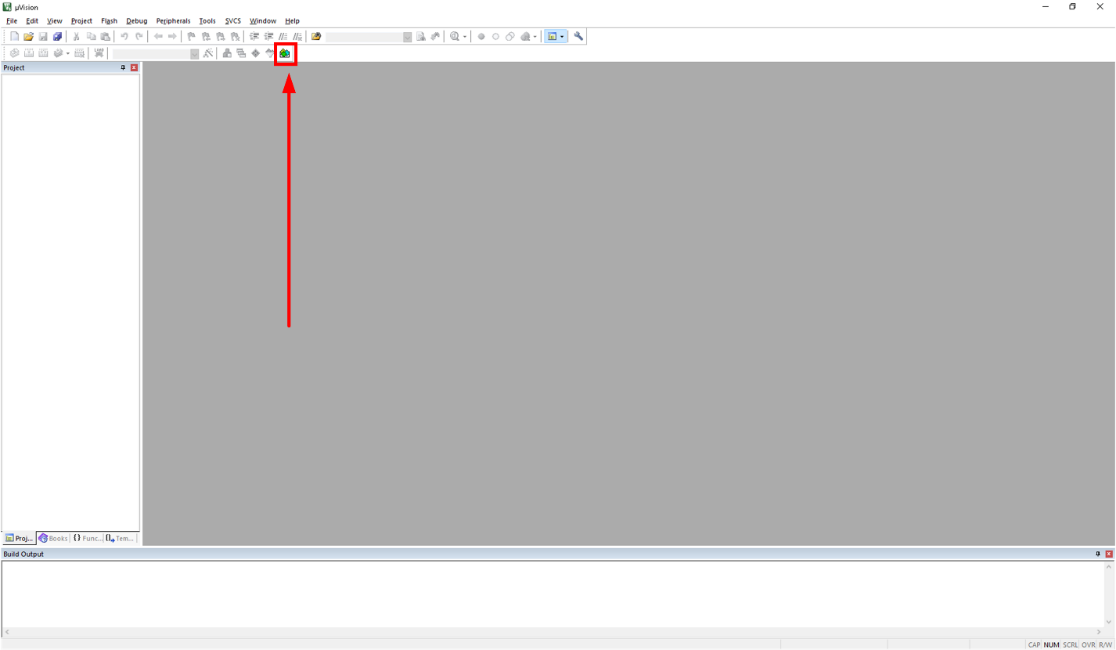 µVision
File Edit View Project Flash Debug Peripherals Tools SVCS Window Help
Project
Proj... Books {} Func... Tem...
Build Output
CAP NUM SCRL OVR R/W